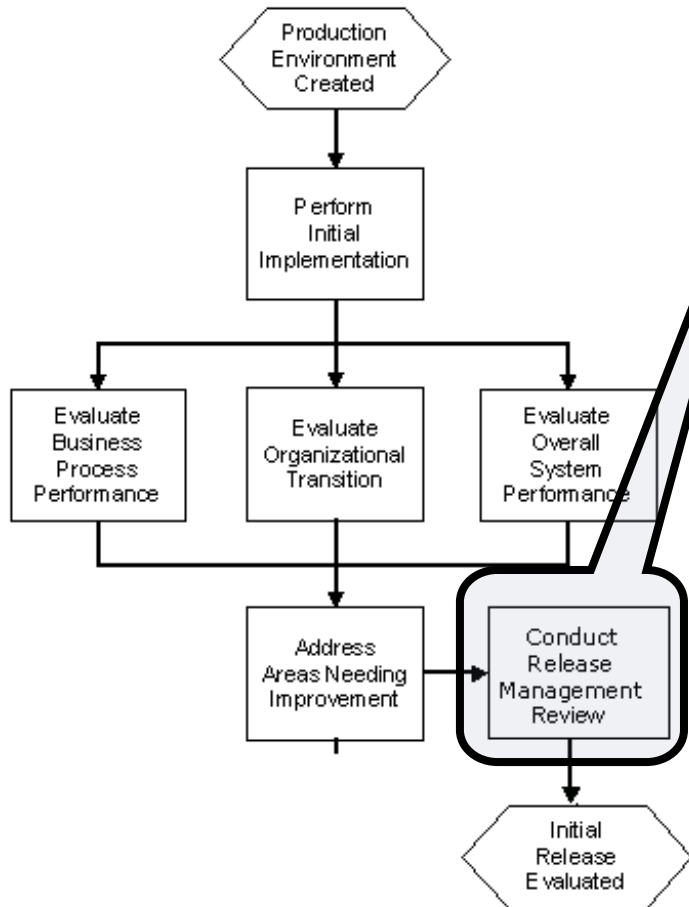 Production
Environment
Created
Perform
Initial
Implementation
Evaluate
Business
Process
Performance
Evaluate
Organizational
Transition
Evaluate
Overall
System
Performance
Address
Areas Needing
Improvement
Conduct
Release
Management
Review
Initial
Release
Evaluated